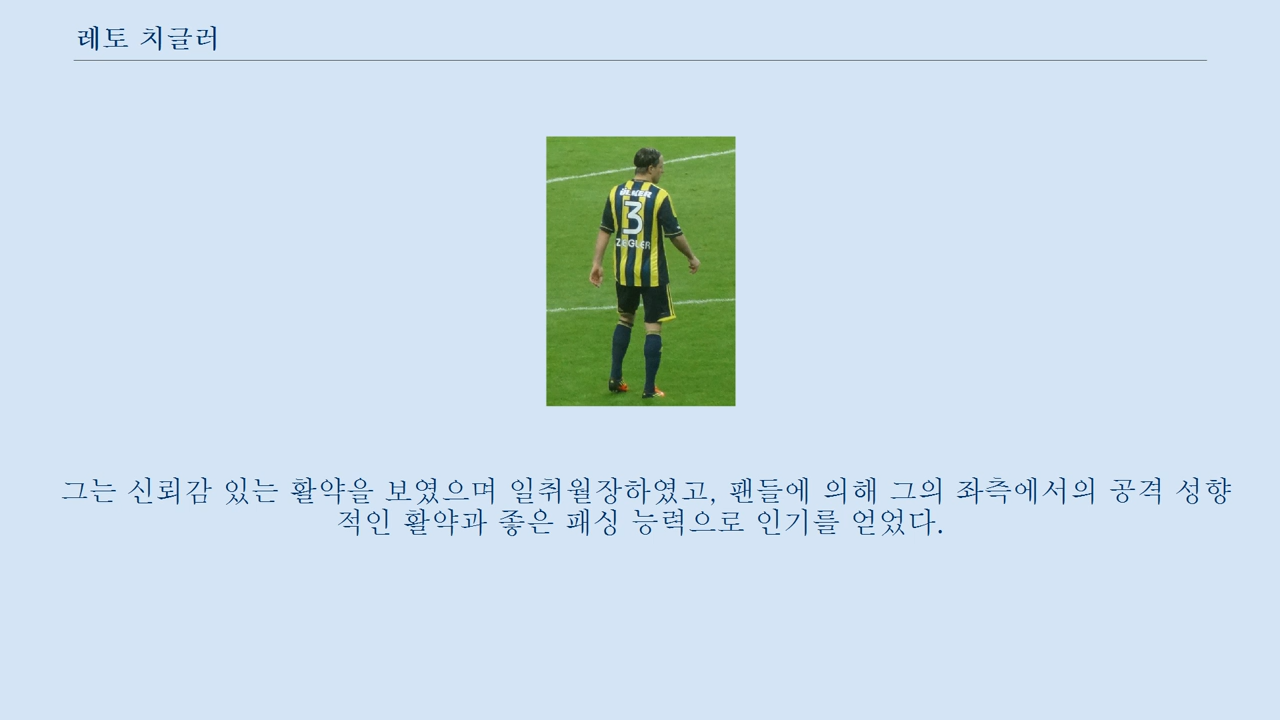 레토 치글러
ÜLKER
3
ZIEGLER
그는 신뢰감 있는 활약을 보였으며 일취월장하였고, 팬들에 의해 그의 좌측에서의 공격 성향
적인 활약과 좋은 패싱 능력으로 인기를 얻었다.